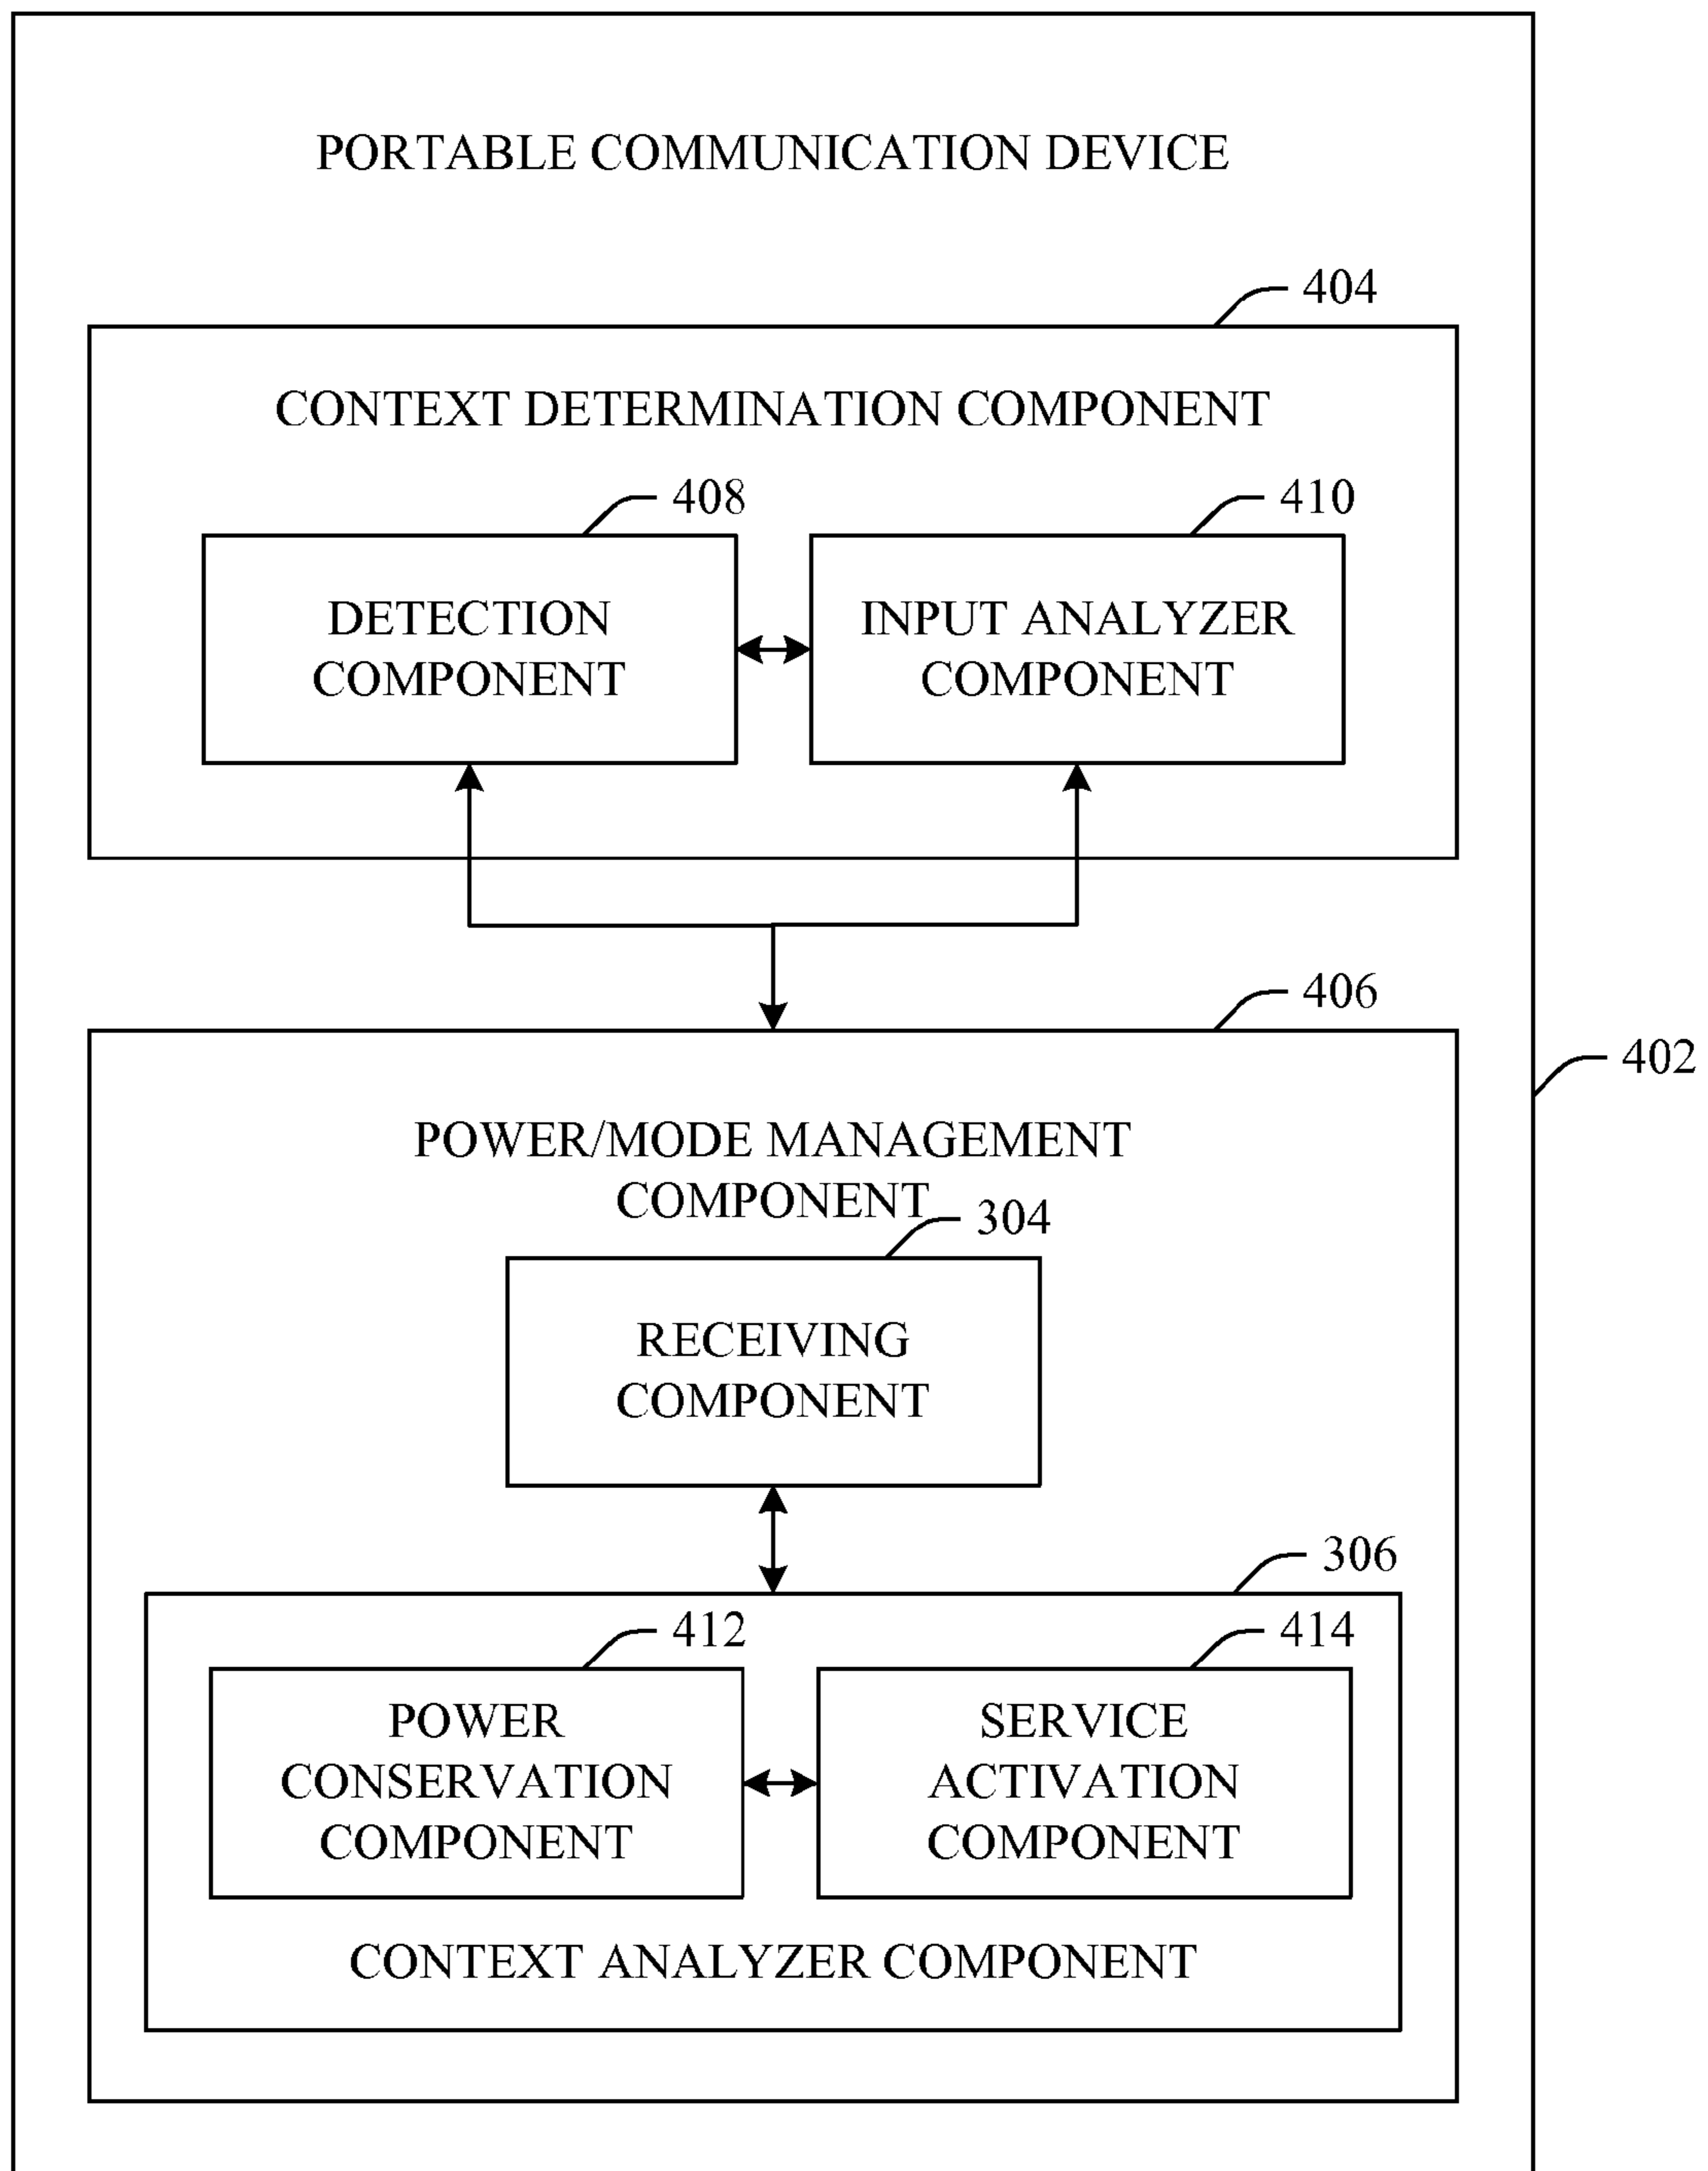 PORTABLE COMMUNICATION DEVICE
404
CONTEXT DETERMINATION COMPONENT
408
410
DETECTION
COMPONENT
INPUT ANALYZER
COMPONENT
406
402
POWER/MODE MANAGEMENT
COMPONENT
304
RECEIVING
COMPONENT
306
412
414
POWER
CONSERVATION
COMPONENT
SERVICE
ACTIVATION
COMPONENT
CONTEXT ANALYZER COMPONENT